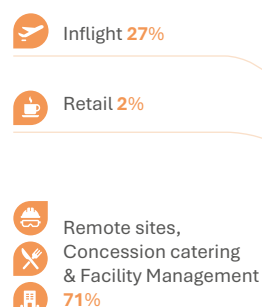 Inflight 27%
Retail 2%
Remote sites,
Concession catering
& Facility Management
71%